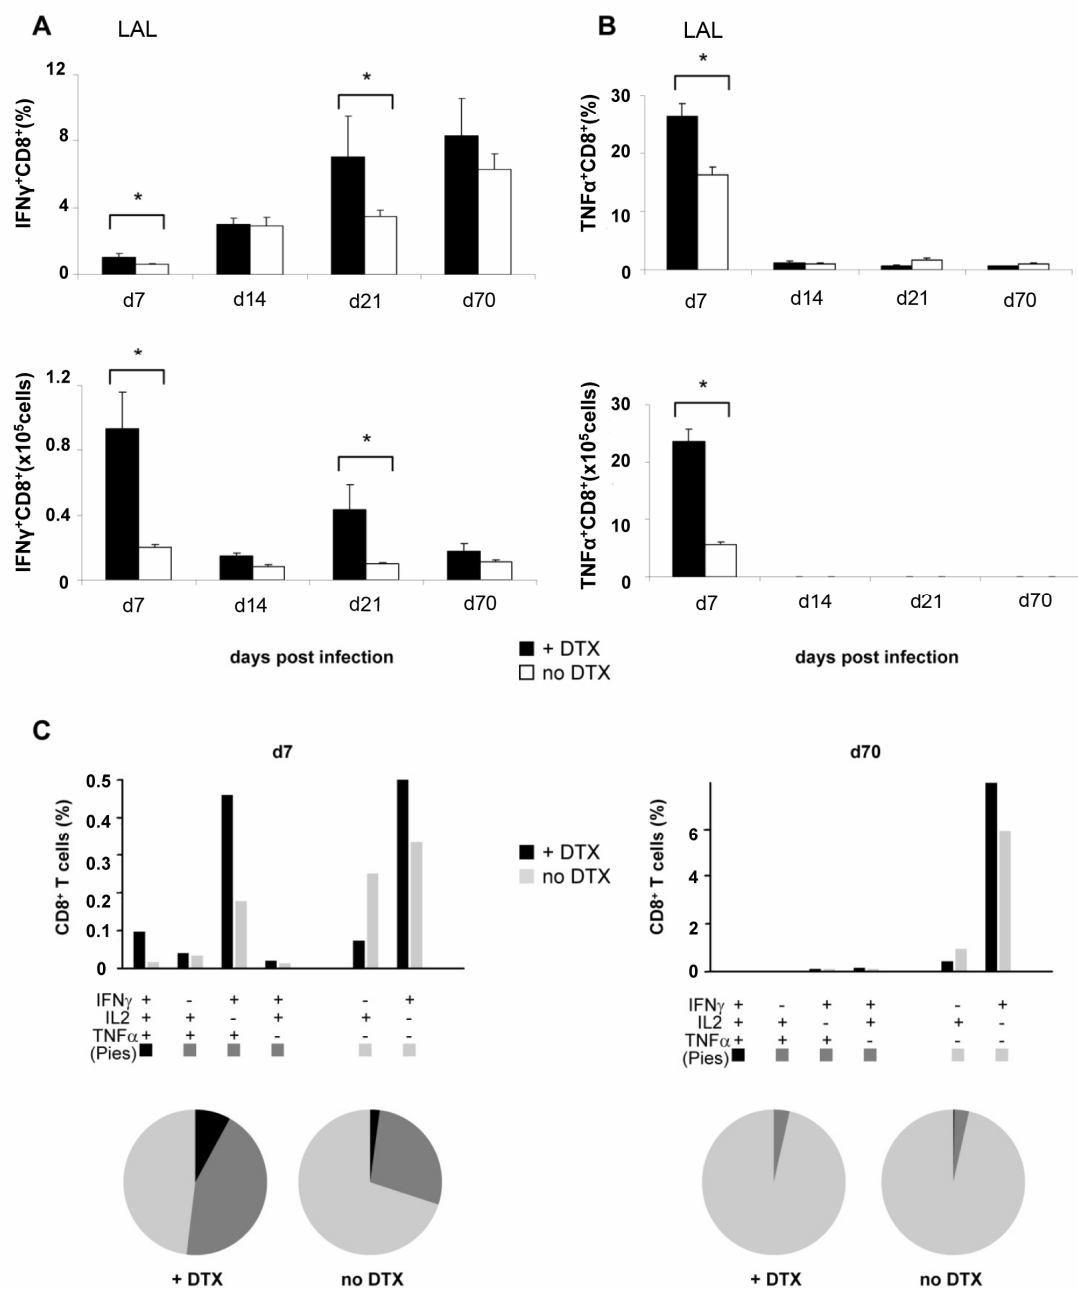 A LAL
IFNγ⁺CD8⁺(%)
12
8
4
0
*
*
d7 d14 d21 d70
B LAL
TNFα⁺CD8⁺(%)
30
20
10
0
*
d7 d14 d21 d70
IFNγ⁺CD8⁺(x10⁵cells)
1.2
0.8
0.4
0
*
*
d7 d14 d21 d70
days post infection
TNFα⁺CD8⁺(x10⁵cells)
30
20
10
0
*
d7 d14 d21 d70
days post infection
+ DTX
no DTX
C
d7
CD8⁺ T cells (%)
0.5
0.4
0.3
0.2
0.1
0
IFNγ + - + + - +
IL2 + + - + + -
TNFα + + + - - -
(Pies)
+ DTX no DTX
+ DTX
no DTX
d70
CD8⁺ T cells (%)
6
4
2
0
IFNγ + - + + - +
IL2 + + - + + -
TNFα + + + - - -
(Pies)
+ DTX no DTX